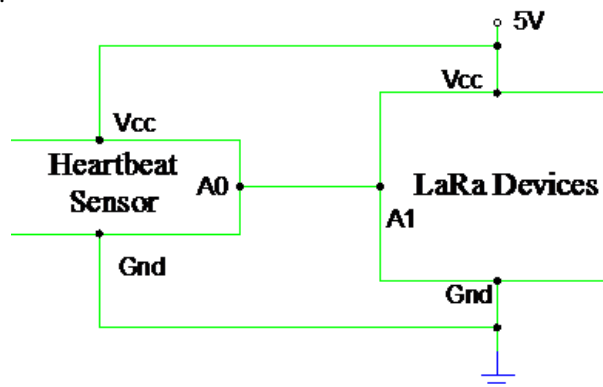 5V
Vcc
Vcc
Heartbeat
Sensor
A0
LaRa Devices
A1
Gnd
Gnd